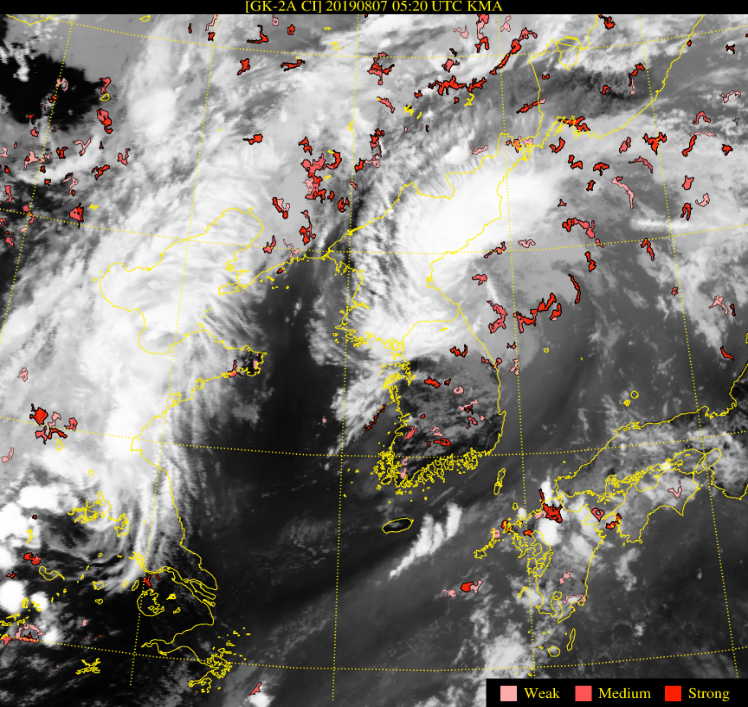 [GK-2A CI] 20190807 05:20 UTC KMA
Weak Medium Strong